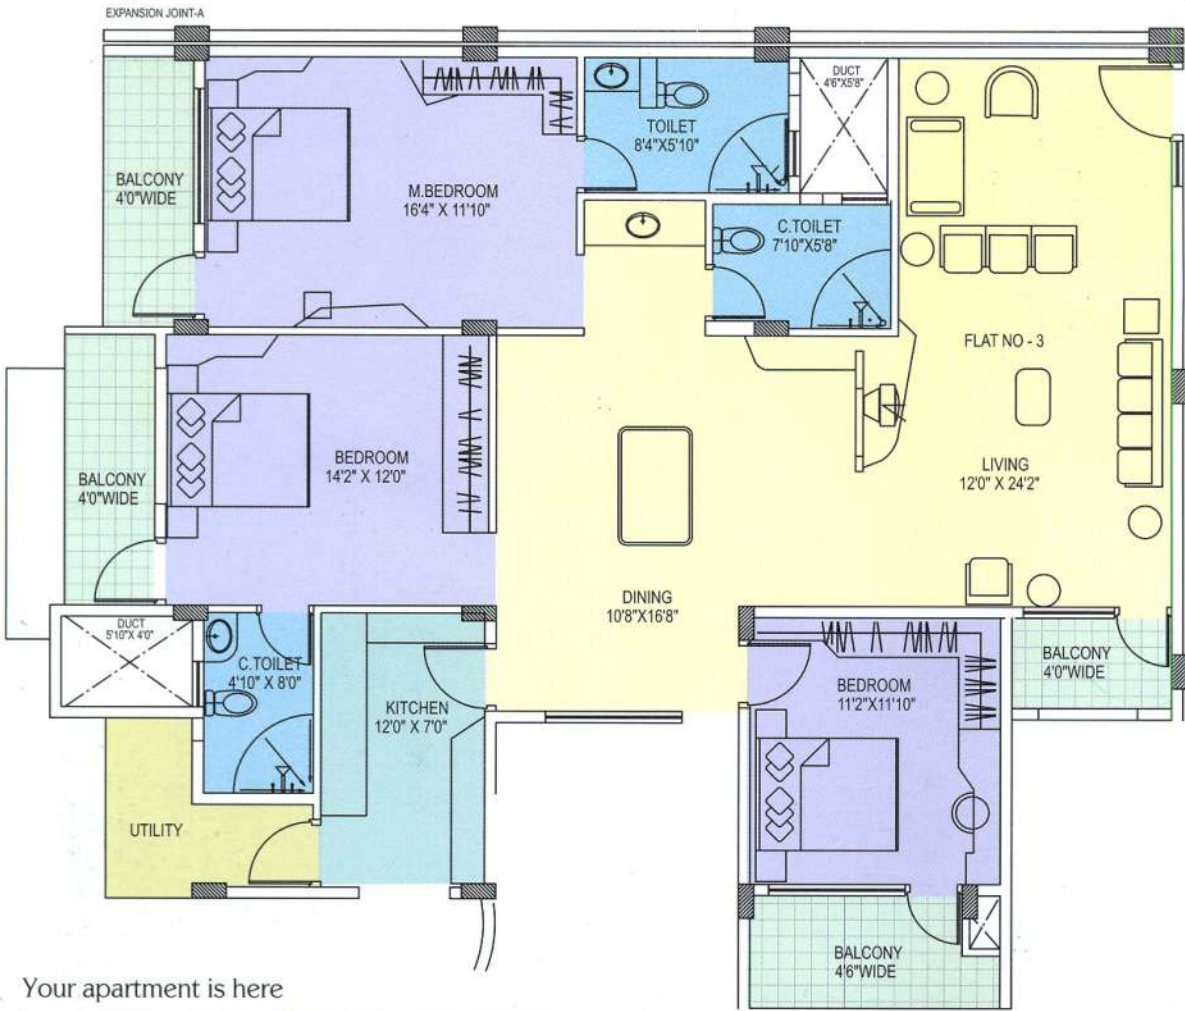 EXPANSION JOINT-A
DUCT
4'6"X5'8"
TOILET
8'4"X5'10"
BALCONY
4'0"WIDE
M.BEDROOM
16'4" X 11'10"
C.TOILET
7'10"X5'8"
FLAT NO - 3
BEDROOM
14'2" X 12'0"
BALCONY
4'0"WIDE
LIVING
12'0" X 24'2"
DINING
10'8"X16'8"
DUCT
5'10"X 4'0"
C.TOILET
4'10" X 8'0"
KITCHEN
12'0" X 7'0"
BEDROOM
11'2"X11'10"
BALCONY
4'0"WIDE
UTILITY
BALCONY
4'6"WIDE
Your apartment is here